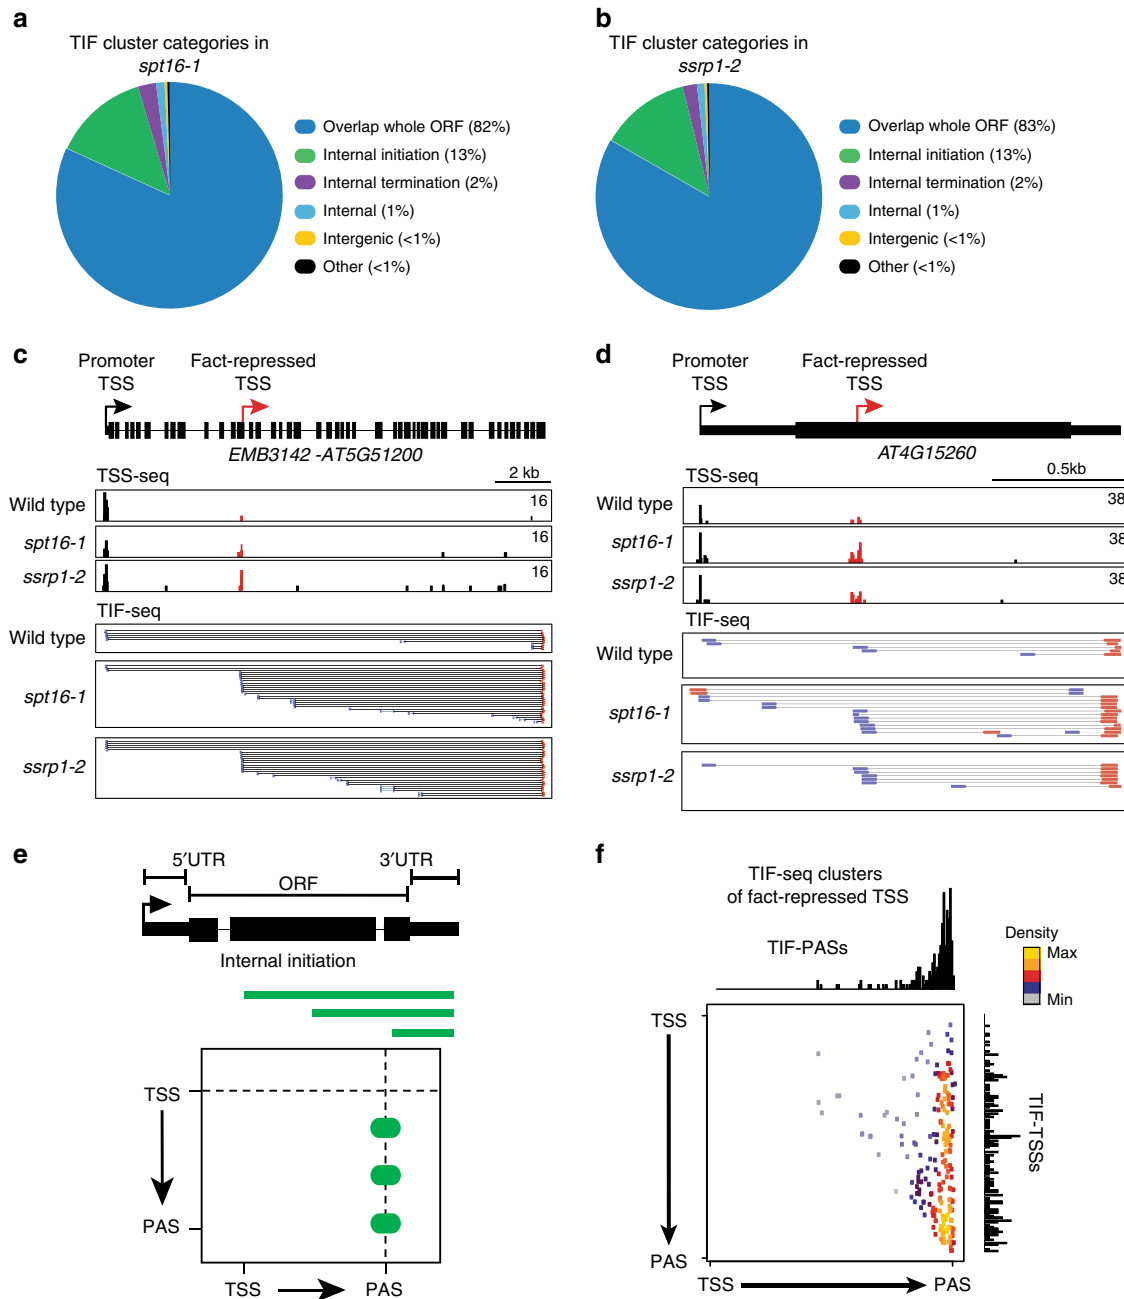 a
TIF cluster categories in
spt16-1
Overlap whole ORF (82%)
Internal initiation (13%)
Internal termination (2%)
Internal (1%)
Intergenic (<1%)
Other (<1%)
b
TIF cluster categories in
ssrp1-2
Overlap whole ORF (83%)
Internal initiation (13%)
Internal termination (2%)
Internal (1%)
Intergenic (<1%)
Other (<1%)
c
Promoter
TSS
Fact-repressed
TSS
EMB3142 -AT5G51200
TSS-seq
2 kb
Wild type
16
spt16-1
16
ssrp1-2
16
TIF-seq
Wild type
spt16-1
ssrp1-2
d
Promoter
TSS
Fact-repressed
TSS
AT4G15260
TSS-seq
0.5kb
Wild type
38
spt16-1
38
ssrp1-2
38
TIF-seq
Wild type
spt16-1
ssrp1-2
e
5′UTR
3′UTR
ORF
Internal initiation
TSS
PAS
TSS
PAS
f
TIF-seq clusters
of fact-repressed TSS
TIF-PASs
Density
Max
Min
TSS
PAS
TIF-TSSs
TSS
PAS